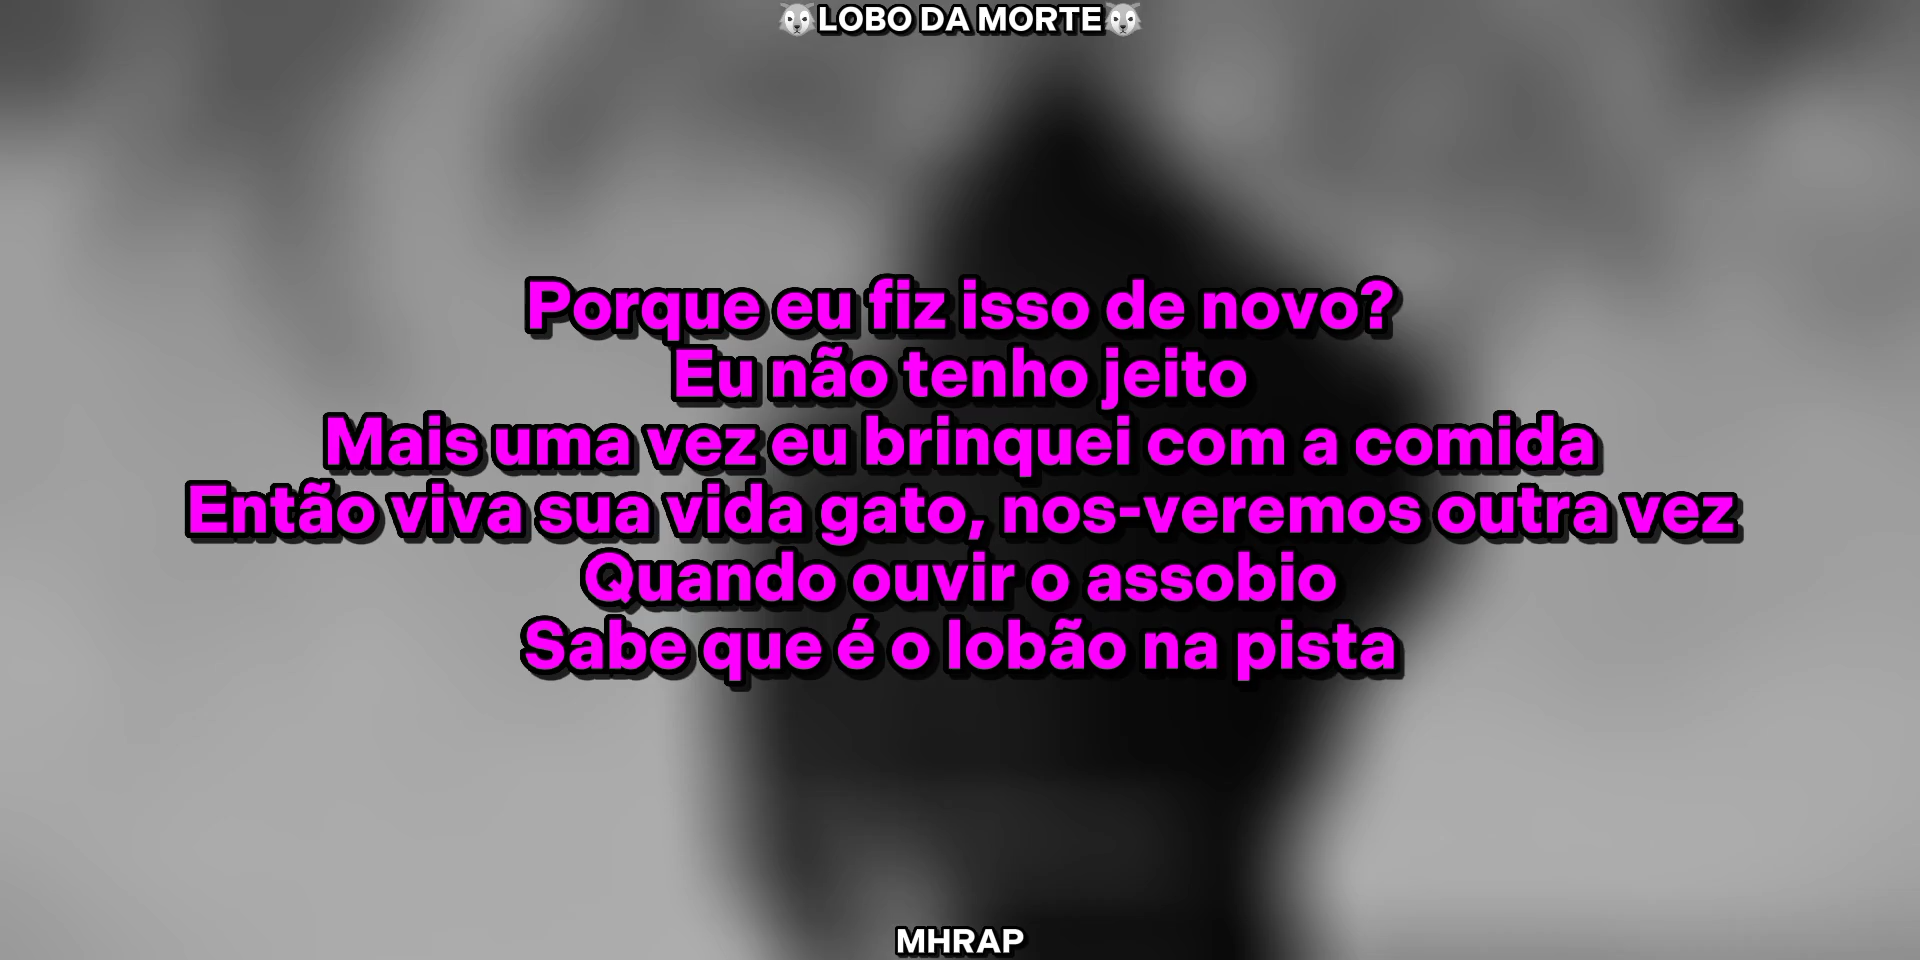 🐺LOBO DA MORTE🐺
Porque eu fiz isso de novo?
Eu não tenho jeito
Mais uma vez eu brinquei com a comida
Então viva sua vida gato, nos-veremos outra vez
Quando ouvir o assobio
Sabe que é o lobão na pista
MHRAP